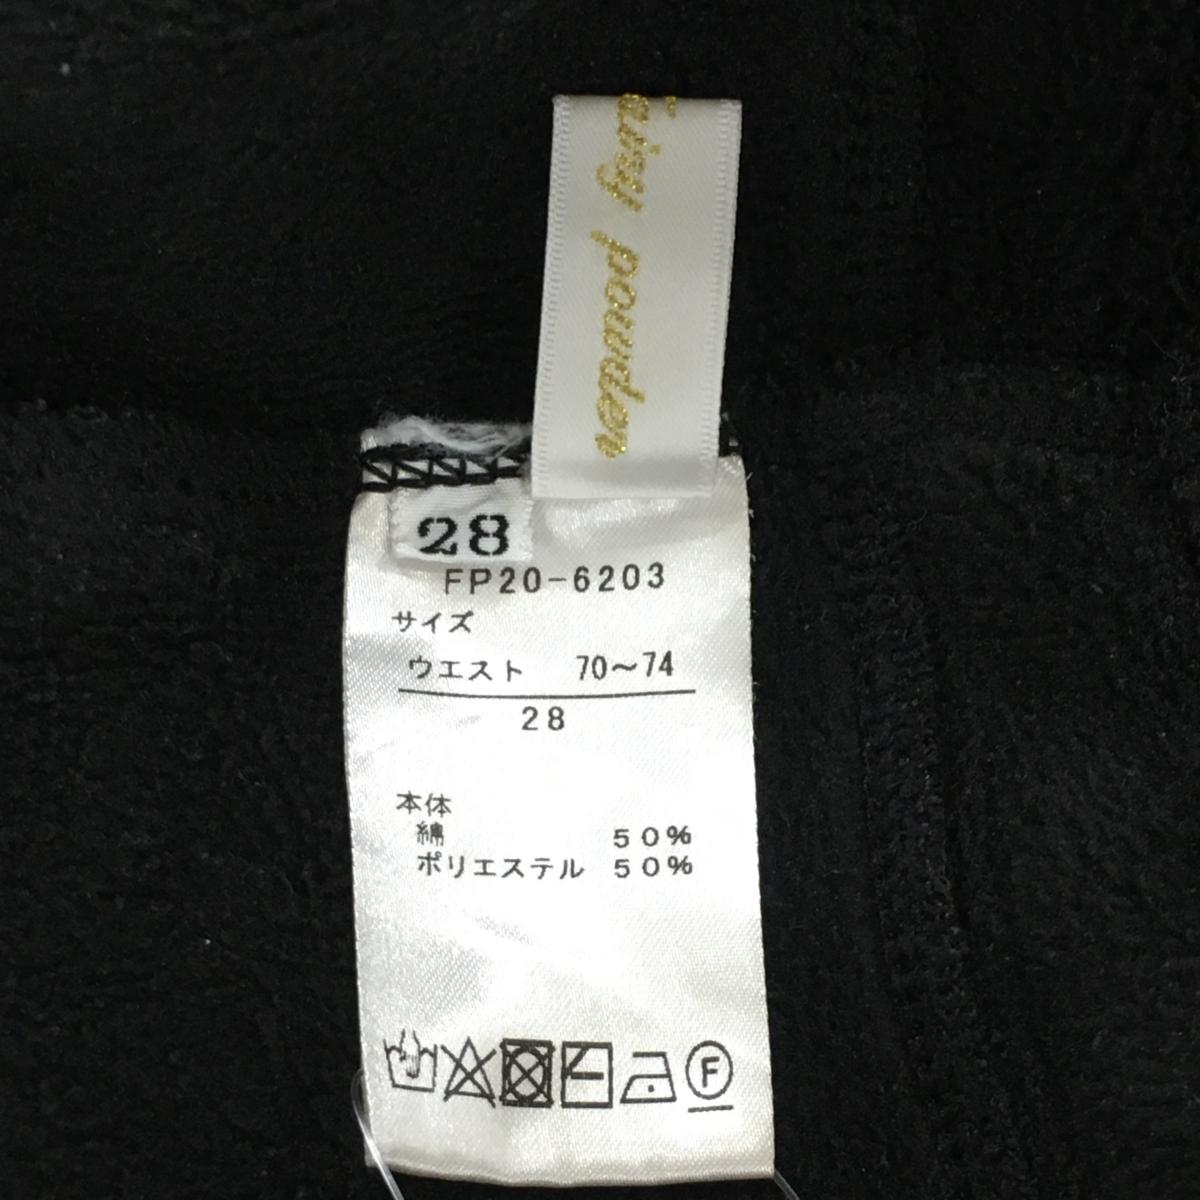 airy powder
28
FP20-6203
サイズ
ウエスト 70~74
28
本体
綿 50%
ポリエステル 50%
F